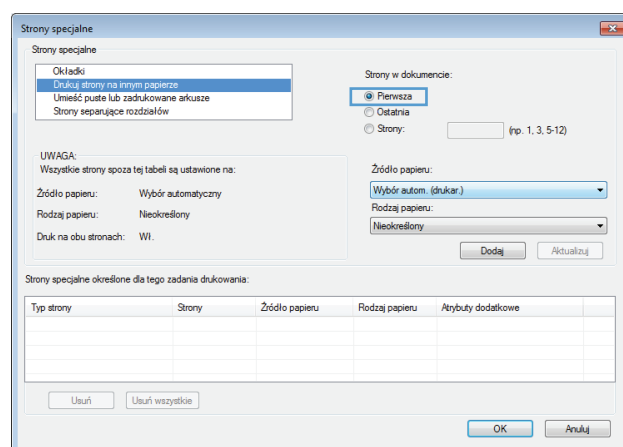 Strony specjalne
Strony specjalne
Okładki
Drukuj strony na innym papierze
Umieść puste lub zadrukowane arkusze
Strony separujące rozdziałów
Strony w dokumencie:
Pierwsza
Ostatnia
Strony: (np. 1, 3, 5-12)
UWAGA:
Wszystkie strony spoza tej tabeli są ustawione na:
Źródło papieru: Wybór automatyczny
Rodzaj papieru: Nieokreślony
Druk na obu stronach: Wł.
Źródło papieru:
Wybór autom. (drukar.)
Rodzaj papieru:
Nieokreślony
Dodaj Aktualizuj
Strony specjalne określone dla tego zadania drukowania:
Typ strony Strony Źródło papieru Rodzaj papieru Atrybuty dodatkowe
Usuń Usuń wszystkie
OK Anuluj